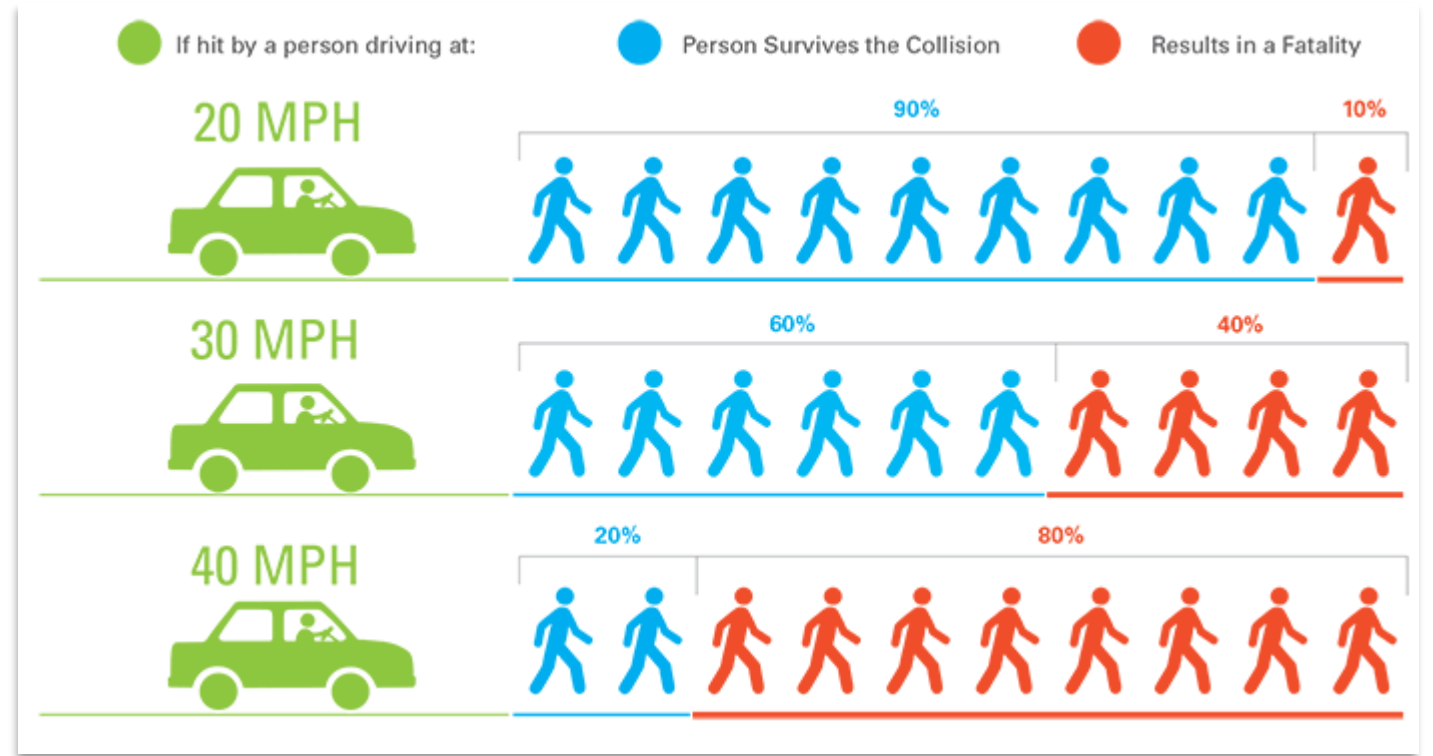 If hit by a person driving at:
Person Survives the Collision
Results in a Fatality
20 MPH
90%
10%
30 MPH
60%
40%
40 MPH
20%
80%